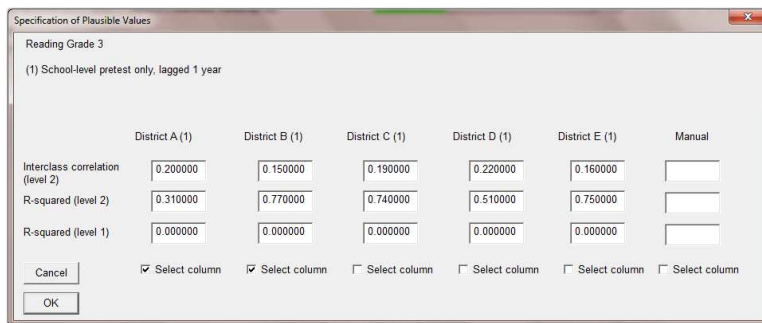 Specification of Plausible Values
Reading Grade 3
(1) School-level pretest only, lagged 1 year
District A (1) District B (1) District C (1) District D (1) District E (1) Manual
Interclass correlation (level 2) 0.200000 0.150000 0.190000 0.220000 0.160000
R-squared (level 2) 0.310000 0.770000 0.740000 0.510000 0.750000
R-squared (level 1) 0.000000 0.000000 0.000000 0.000000 0.000000
Cancel Select column Select column Select column Select column Select column Select column
OK